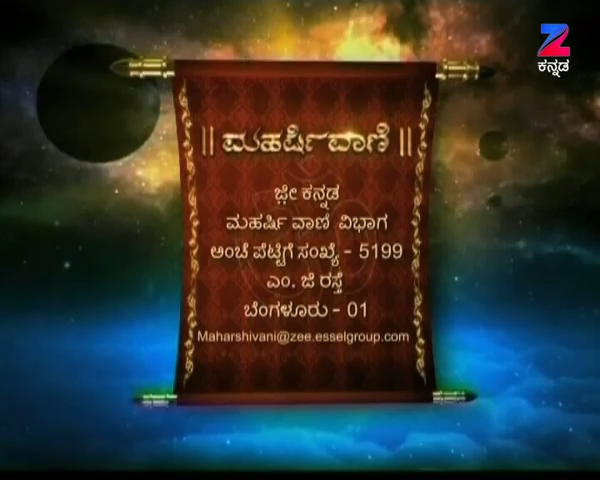 ಕನ್ನಡ
|| ಮಹರ್ಷಿವಾಣಿ ||
ಜ಼ೀ ಕನ್ನಡ
ಮಹರ್ಷಿ ವಾಣಿ ವಿಭಾಗ
ಅಂಚೆ ಪೆಟ್ಟಿಗೆ ಸಂಖ್ಯೆ - 5199
ಎಂ. ಜಿ ರಸ್ತೆ
ಬೆಂಗಳೂರು - 01
Maharshivani@zee.esselgroup.com